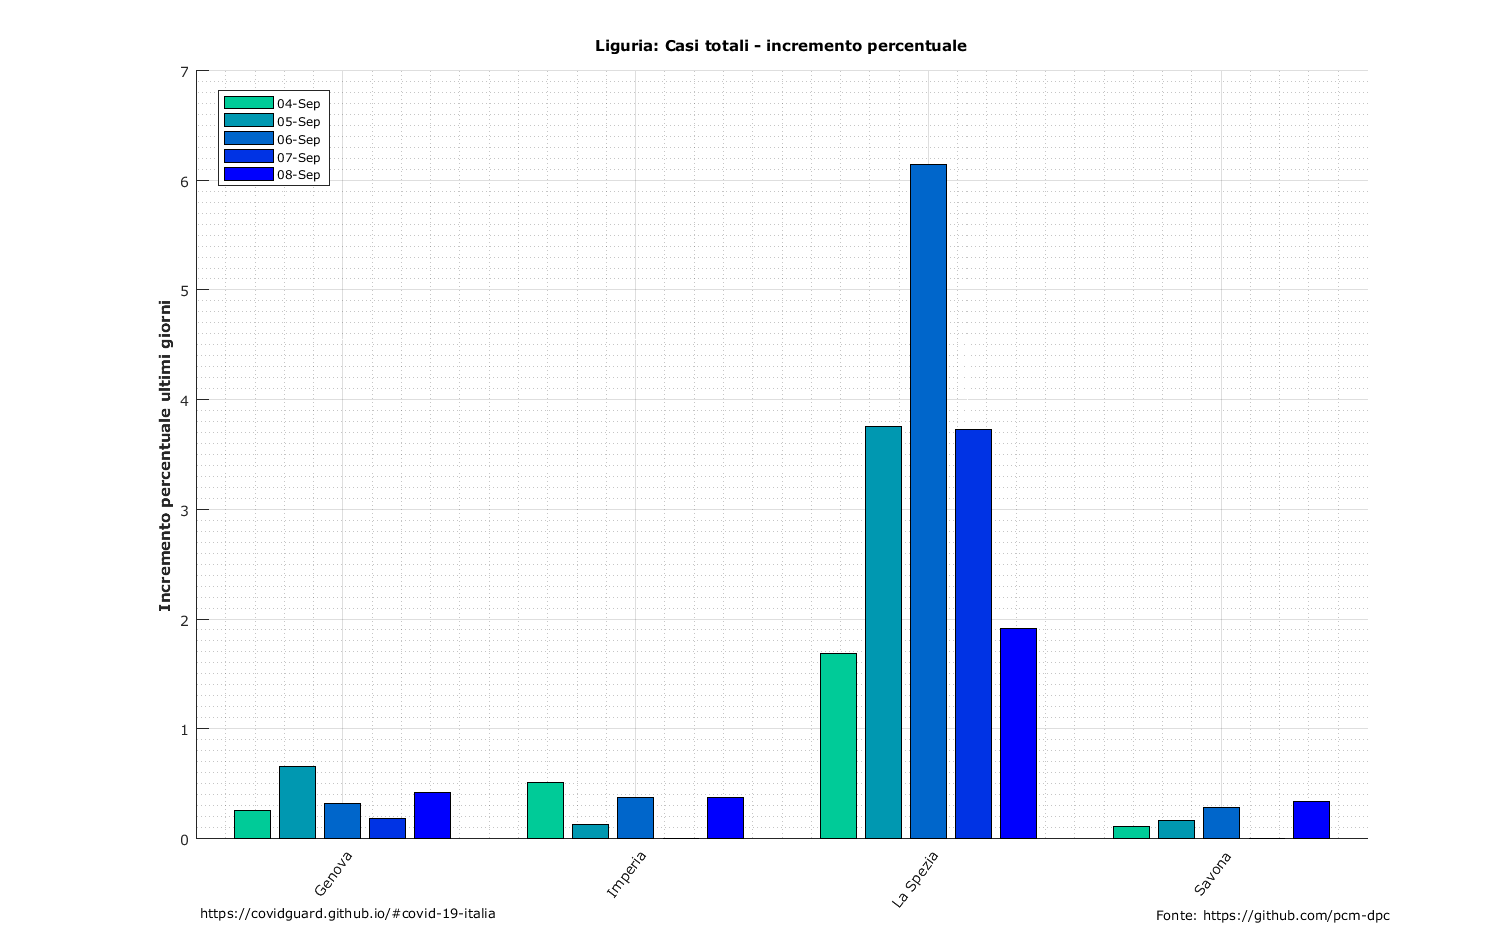 Liguria: Casi totali - incremento percentuale
7
6
5
4
3
2
1
0
Incremento percentuale ultimi giorni
04-Sep
05-Sep
06-Sep
07-Sep
08-Sep
Genova
Imperia
La Spezia
Savona
https://covidguard.github.io/#covid-19-italia
Fonte: https://github.com/pcm-dpc